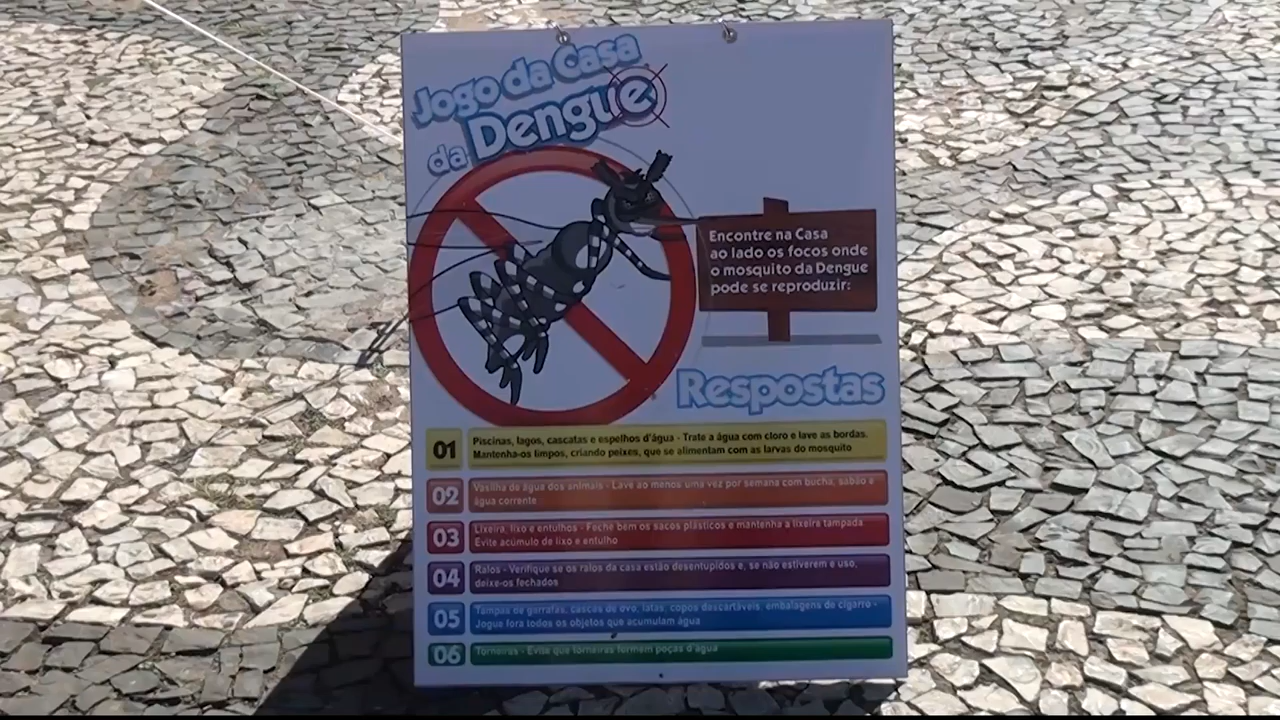 Jogo da Casa
da Dengue
Encontre na Casa
ao lado os focos onde
o mosquito da Dengue
pode se reproduzir:
Respostas
01
Piscinas, lagos, cascatas e espelhos d'água - Trate a água com cloro e lave as bordas.
Mantenha-os limpos, criando peixes, que se alimentam com as larvas do mosquito
02
Vasilha de água dos animais - Lave ao menos uma vez por semana com bucha, sabão e
água corrente
03
Lixeira, lixo e entulhos - Feche bem os sacos plásticos e mantenha a lixeira tampada
Evite acúmulo de lixo e entulho
04
Ralos - Verifique se os ralos da casa estão desentupidos e, se não estiverem e uso,
deixe-os fechados
05
Tampas de garrafas, cascas de ovo, latas, copos descartáveis, embalagens de cigarro -
Jogue fora todos os objetos que acumulam água
06
Torneiras - Evite que torneiras formem poças d'água